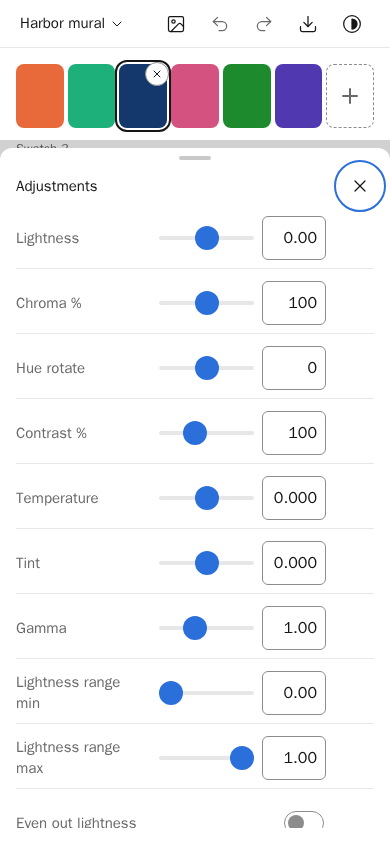 Harbor mural
Adjustments
Lightness 0.00
Chroma % 100
Hue rotate 0
Contrast % 100
Temperature 0.000
Tint 0.000
Gamma 1.00
Lightness range
min 0.00
Lightness range
max 1.00
Even out lightness